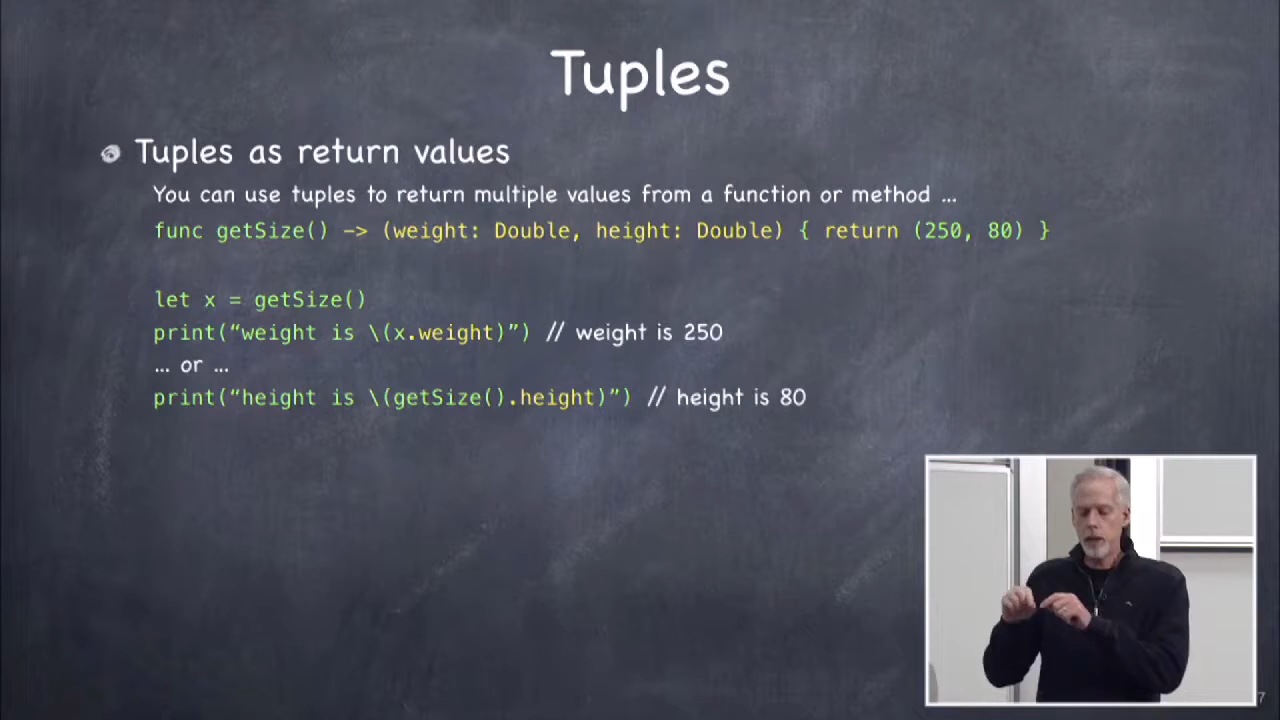 Tuples
Tuples as return values
You can use tuples to return multiple values from a function or method ...
func getSize() -> (weight: Double, height: Double) { return (250, 80) }
let x = getSize()
print(“weight is \(x.weight)”) // weight is 250
... or ...
print(“height is \(getSize().height)”) // height is 80
7